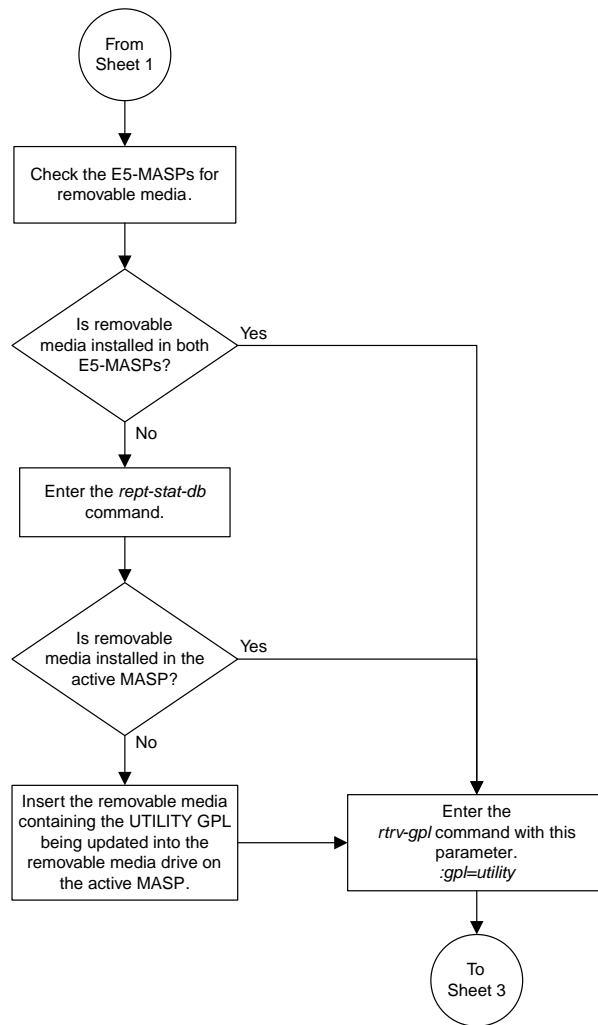 From
Sheet 1
Check the E5-MASPs for
removable media.
Is removable
media installed in both
E5-MASPs?
Yes
No
Enter the rept-stat-db
command.
Is removable
media installed in the
active MASP?
Yes
No
Insert the removable media
containing the UTILITY GPL
being updated into the
removable media drive on
the active MASP.
Enter the
rtrv-gpl command with this
parameter.
:gpl=utility
To
Sheet 3